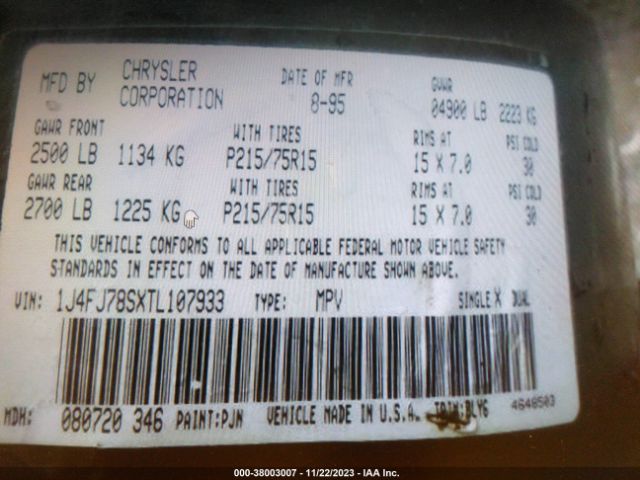 MFD BY CHRYSLER CORPORATION DATE OF MFR 8-95 GVWR 04900 LB 2223 KG
GAWR FRONT WITH TIRES RIMS AT PSI COLD
2500 LB 1134 KG P215/75R15 15 X 7.0 30
GAWR REAR WITH TIRES RIMS AT PSI COLD
2700 LB 1225 KG P215/75R15 15 X 7.0 30
THIS VEHICLE CONFORMS TO ALL APPLICABLE FEDERAL MOTOR VEHICLE SAFETY
STANDARDS IN EFFECT ON THE DATE OF MANUFACTURE SHOWN ABOVE.
VIN: 1J4FJ78SXTL107933 TYPE: MPV SINGLE X DUAL
MDH: 080720 346 PAINT:PJN VEHICLE MADE IN U.S.A. TRIM: 4648503
000-38003007 - 11/22/2023 - IAA Inc.